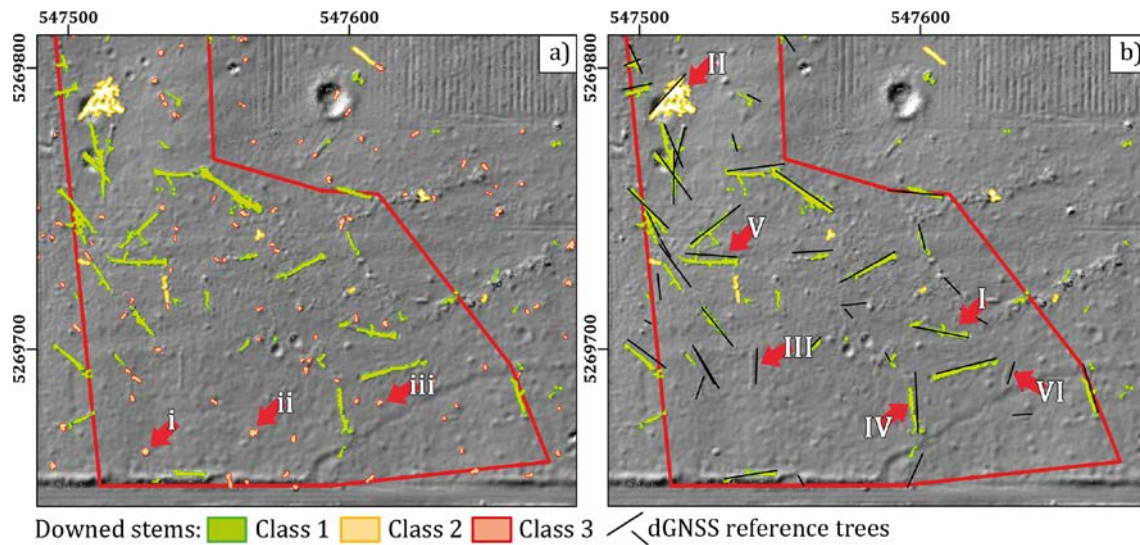 547500 547600 547500 547600
a) b)
5269800 5269800
II
V
I
5269700 5269700
III
iii
VI
i ii
IV
Downed stems: Class 1 Class 2 Class 3 dGNSS reference trees